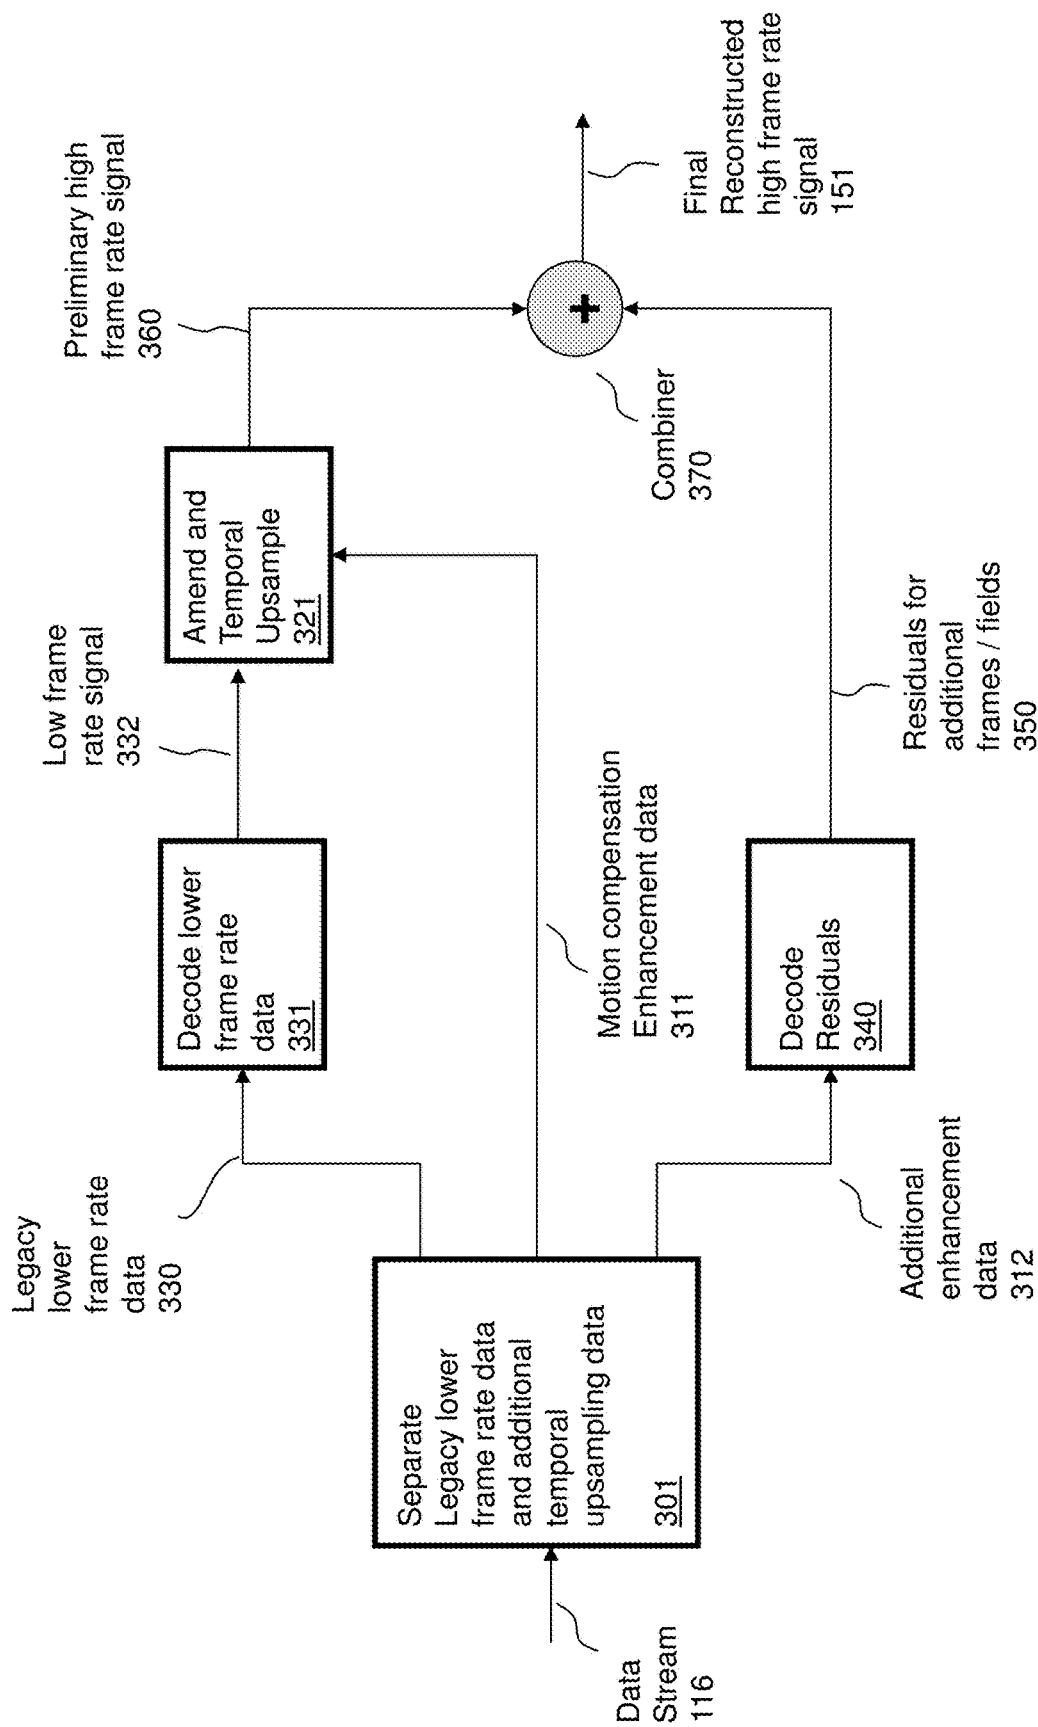 Data
Stream
116
Separate
Legacy lower
frame rate data
and additional
temporal
upsampling data
301
Legacy
lower
frame rate
data
330
Decode lower
frame rate
data
331
Low frame
rate signal
332
Amend and
Temporal
Upsample
321
Preliminary high
frame rate signal
360
Motion compensation
Enhancement data
311
Additional
enhancement
data
312
Decode
Residuals
340
Residuals for
additional
frames / fields
350
Combiner
370
+
Final
Reconstructed
high frame rate
signal
151